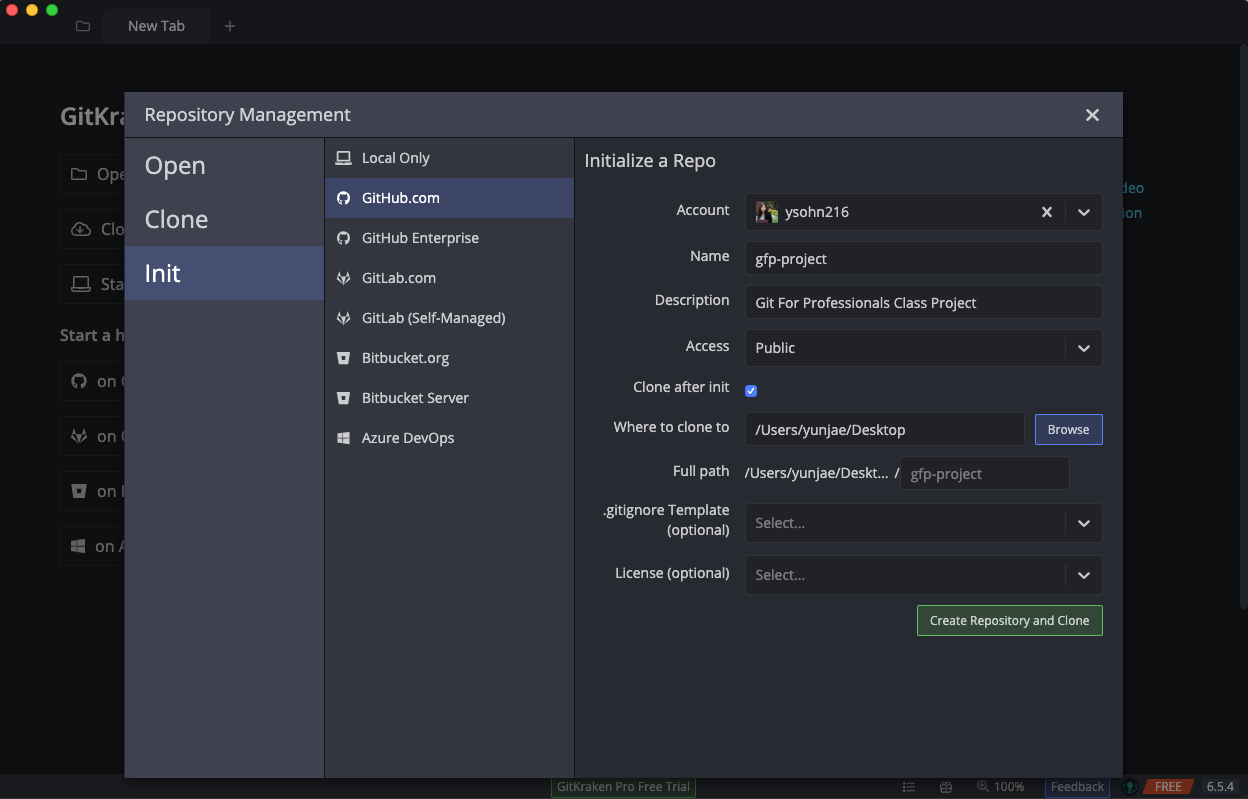 New Tab
GitKra
Repository Management
Open
Clone
Init
Local Only
GitHub.com
GitHub Enterprise
GitLab.com
GitLab (Self-Managed)
Bitbucket.org
Bitbucket Server
Azure DevOps
Initialize a Repo
Account
ysohn216
Name
gfp-project
Description
Git For Professionals Class Project
Access
Public
Clone after init
Where to clone to
/Users/yunjae/Desktop
Browse
Full path
/Users/yunjae/Deskt... /
gfp-project
.gitignore Template
(optional)
Select...
License (optional)
Select...
Create Repository and Clone
Ope
Clo
Sta
Start a h
on G
on G
on
on A
deo
ion
GitKraken Pro Free Trial
100%
Feedback
FREE
6.5.4